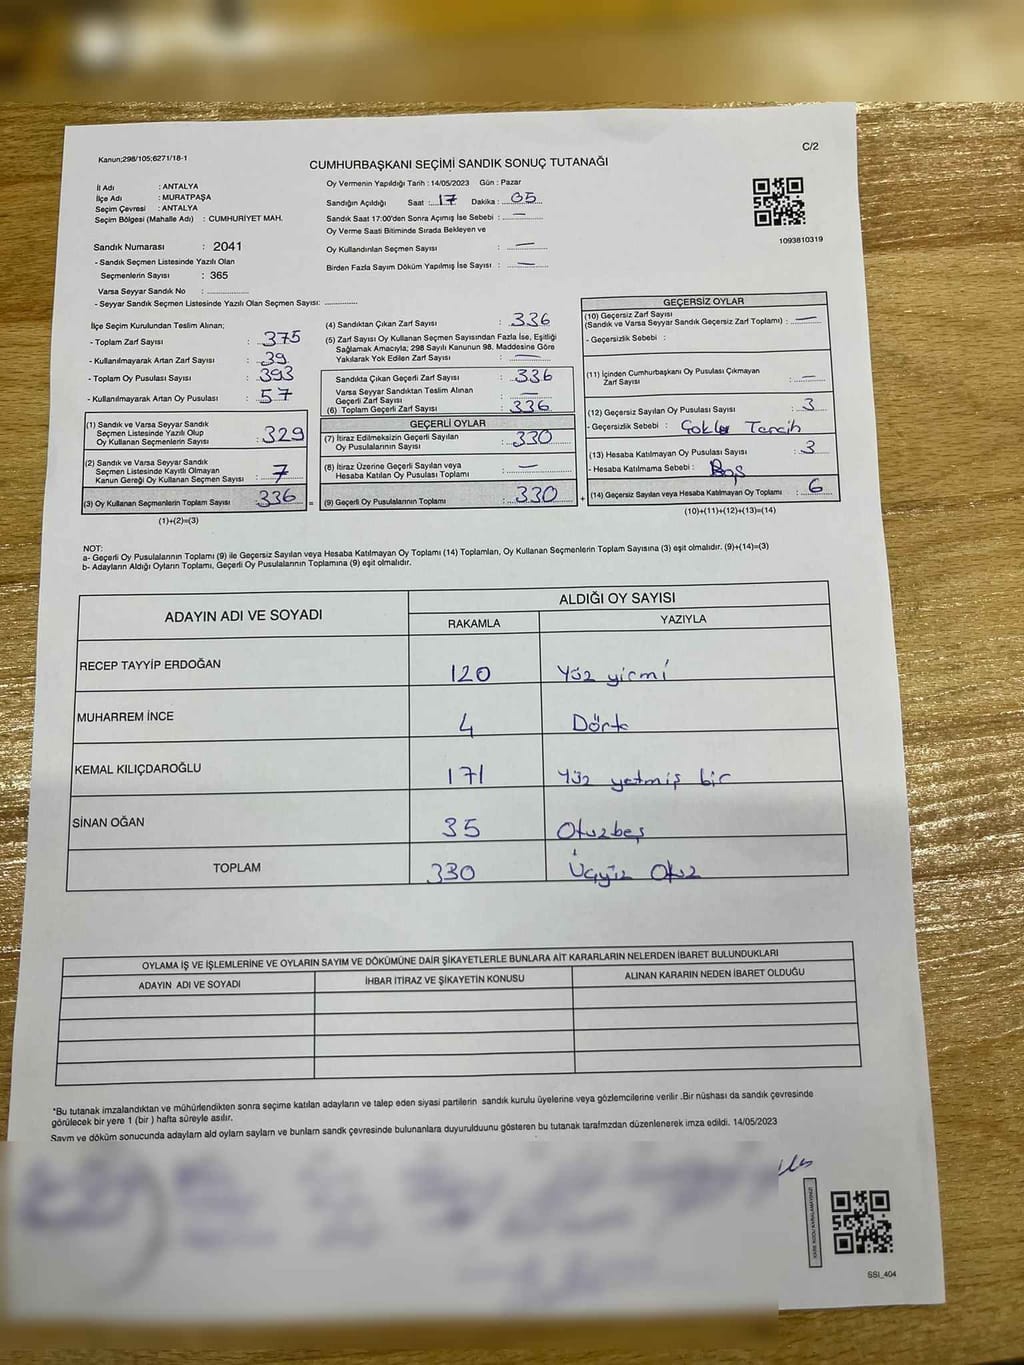 Kanun;298/105;6271/18-1
C/2
CUMHURBAŞKANI SEÇİMİ SANDIK SONUÇ TUTANAĞI
İl Adı : ANTALYA
İlçe Adı : MURATPAŞA
Seçim Çevresi : ANTALYA
Seçim Bölgesi (Mahalle Adı) : CUMHURİYET MAH.
Oy Vermenin Yapıldığı Tarih : 14/05/2023 Gün : Pazar
Sandığın Açıldığı Saat : 17 Dakika : 05
Sandık Saat 17:00'den Sonra Açımış İse Sebebi : —
Oy Verme Saati Bitiminde Sırada Bekleyen ve
Oy Kullandırılan Seçmen Sayısı : —
Birden Fazla Sayım Döküm Yapılmış İse Sayısı : —
1093810319
Sandık Numarası : 2041
- Sandık Seçmen Listesinde Yazılı Olan
Seçmenlerin Sayısı : 365
Varsa Seyyar Sandık No : ..............
- Seyyar Sandık Seçmen Listesinde Yazılı Olan Seçmen Sayısı: ............
İlçe Seçim Kurulundan Teslim Alınan;
- Toplam Zarf Sayısı : 375
- Kullanılmayarak Artan Zarf Sayısı : 39
- Toplam Oy Pusulası Sayısı : 393
- Kullanılmayarak Artan Oy Pusulası : 57
(1) Sandık ve Varsa Seyyar Sandık
Seçmen Listesinde Yazılı Olup
Oy Kullanan Seçmenlerin Sayısı : 329
(2) Sandık ve Varsa Seyyar Sandık
Seçmen Listesinde Kayıtlı Olmayan
Kanun Gereği Oy Kullanan Seçmen Sayısı : 7
(3) Oy Kullanan Seçmenlerin Toplam Sayısı : 336 =
(1)+(2)=(3)
(4) Sandıktan Çıkan Zarf Sayısı : 336
(5) Zarf Sayısı Oy Kullanan Seçmen Sayısından Fazla İse, Eşitliği
Sağlamak Amacıyla; 298 Sayılı Kanunun 98. Maddesine Göre
Yakılarak Yok Edilen Zarf Sayısı : —
Sandıkta Çıkan Geçerli Zarf Sayısı : 336
Varsa Seyyar Sandıktan Teslim Alınan
Geçerli Zarf Sayısı : —
(6) Toplam Geçerli Zarf Sayısı : 336
GEÇERLİ OYLAR
(7) İtiraz Edilmeksizin Geçerli Sayılan
Oy Pusulalarının Sayısı : 330
(8) İtiraz Üzerine Geçerli Sayılan veya
Hesaba Katılan Oy Pusulası Toplamı : —
(9) Geçerli Oy Pusulalarının Toplamı : 330 +
GEÇERSİZ OYLAR
(10) Geçersiz Zarf Sayısı
(Sandık ve Varsa Seyyar Sandık Geçersiz Zarf Toplamı) : —
- Geçersizlik Sebebi :
(11) İçinden Cumhurbaşkanı Oy Pusulası Çıkmayan
Zarf Sayısı : —
(12) Geçersiz Sayılan Oy Pusulası Sayısı : 3
- Geçersizlik Sebebi : Çoklu Tercih
(13) Hesaba Katılmayan Oy Pusulası Sayısı : 3
- Hesaba Katılmama Sebebi : Boş
(14) Geçersiz Sayılan veya Hesaba Katılmayan Oy Toplamı : 6
(10)+(11)+(12)+(13)=(14)
NOT:
a- Geçerli Oy Pusulalarının Toplamı (9) ile Geçersiz Sayılan veya Hesaba Katılmayan Oy Toplamı (14) Toplamları, Oy Kullanan Seçmenlerin Toplam Sayısına (3) eşit olmalıdır. (9)+(14)=(3)
b- Adayların Aldığı Oyların Toplamı, Geçerli Oy Pusulalarının Toplamına (9) eşit olmalıdır.
ADAYIN ADI VE SOYADI
ALDIĞI OY SAYISI
RAKAMLA YAZIYLA
RECEP TAYYİP ERDOĞAN 120 Yüz yirmi
MUHARREM İNCE 4 Dört
KEMAL KILIÇDAROĞLU 171 Yüz yetmiş bir
SİNAN OĞAN 35 Otuzbeş
TOPLAM 330 Üçyüz Otuz
OYLAMA İŞ VE İŞLEMLERİNE VE OYLARIN SAYIM VE DÖKÜMÜNE DAİR ŞİKAYETLERLE BUNLARA AİT KARARLARIN NELERDEN İBARET BULUNDUKLARI
ADAYIN ADI VE SOYADI İHBAR İTİRAZ VE ŞİKAYETİN KONUSU ALINAN KARARIN NEDEN İBARET OLDUĞU
*Bu tutanak imzalandıktan ve mühürlendikten sonra seçime katılan adayların ve talep eden siyasi partilerin sandık kurulu üyelerine veya gözlemcilerine verilir .Bir nüshası da sandık çevresinde
görülecek bir yere 1 (bir ) hafta süreyle asılır.
Sayım ve döküm sonucunda adayların aldı oyların sayları ve bunların sandk çevresinde bulunanlara duyurulduunu gösteren bu tutanak tarafmzdan düzenlenerek imza edildi. 14/05/2023
SSI_404